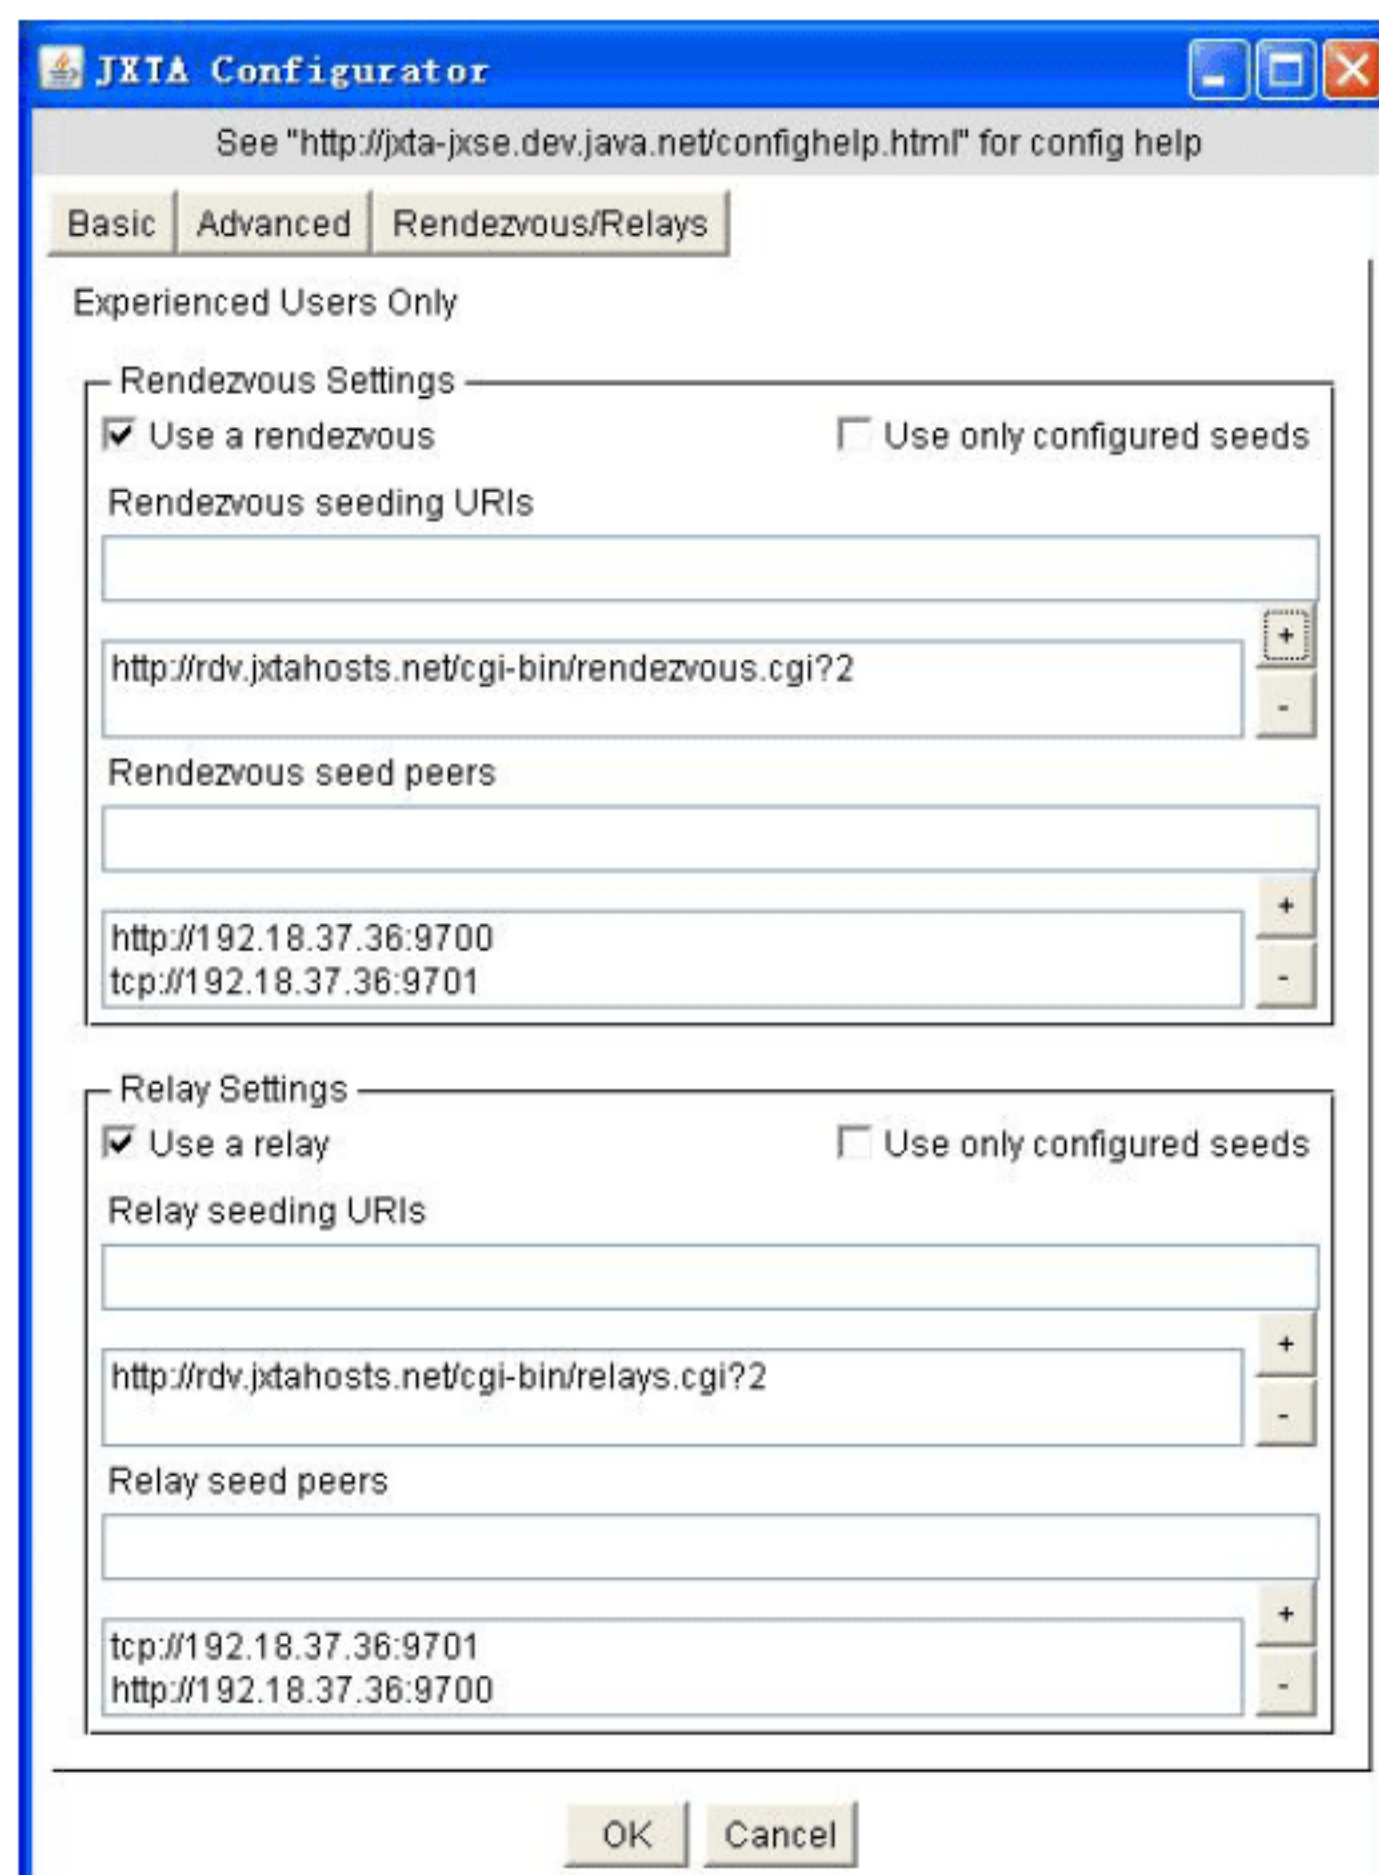 JXTA Configurator
See "http://jxta-jxse.dev.java.net/confighelp.html" for config help
Basic Advanced Rendezvous/Relays
Experienced Users Only
Rendezvous Settings
Use a rendezvous Use only configured seeds
Rendezvous seeding URIs
+
http://rdv.jxtahosts.net/cgi-bin/rendezvous.cgi?2
-
Rendezvous seed peers
+
http://192.18.37.36:9700
tcp://192.18.37.36:9701
-
Relay Settings
Use a relay Use only configured seeds
Relay seeding URIs
+
http://rdv.jxtahosts.net/cgi-bin/relays.cgi?2
-
Relay seed peers
+
tcp://192.18.37.36:9701
http://192.18.37.36:9700
-
OK Cancel